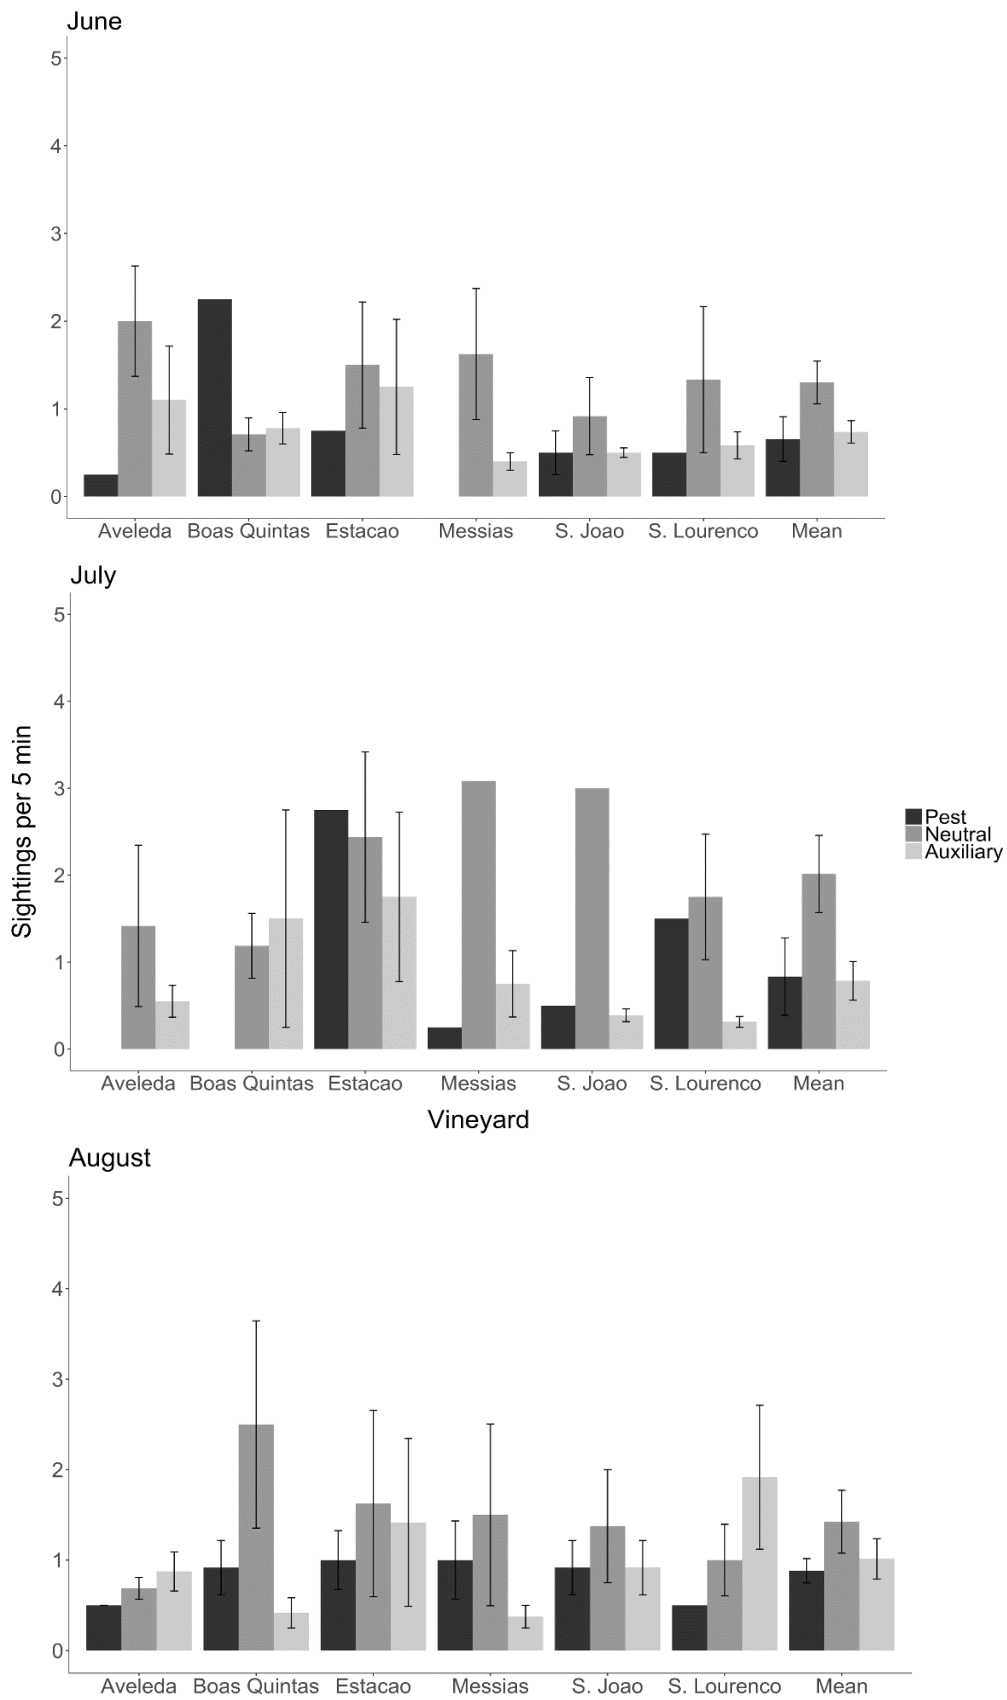 June
5
4
3
2
1
0
Aveleda Boas Quintas Estacao Messias S. Joao S. Lourenco Mean
July
5
4
3
2
1
0
Aveleda Boas Quintas Estacao Messias S. Joao S. Lourenco Mean
Sightings per 5 min
Pest
Neutral
Auxiliary
Vineyard
August
5
4
3
2
1
0
Aveleda Boas Quintas Estacao Messias S. Joao S. Lourenco Mean